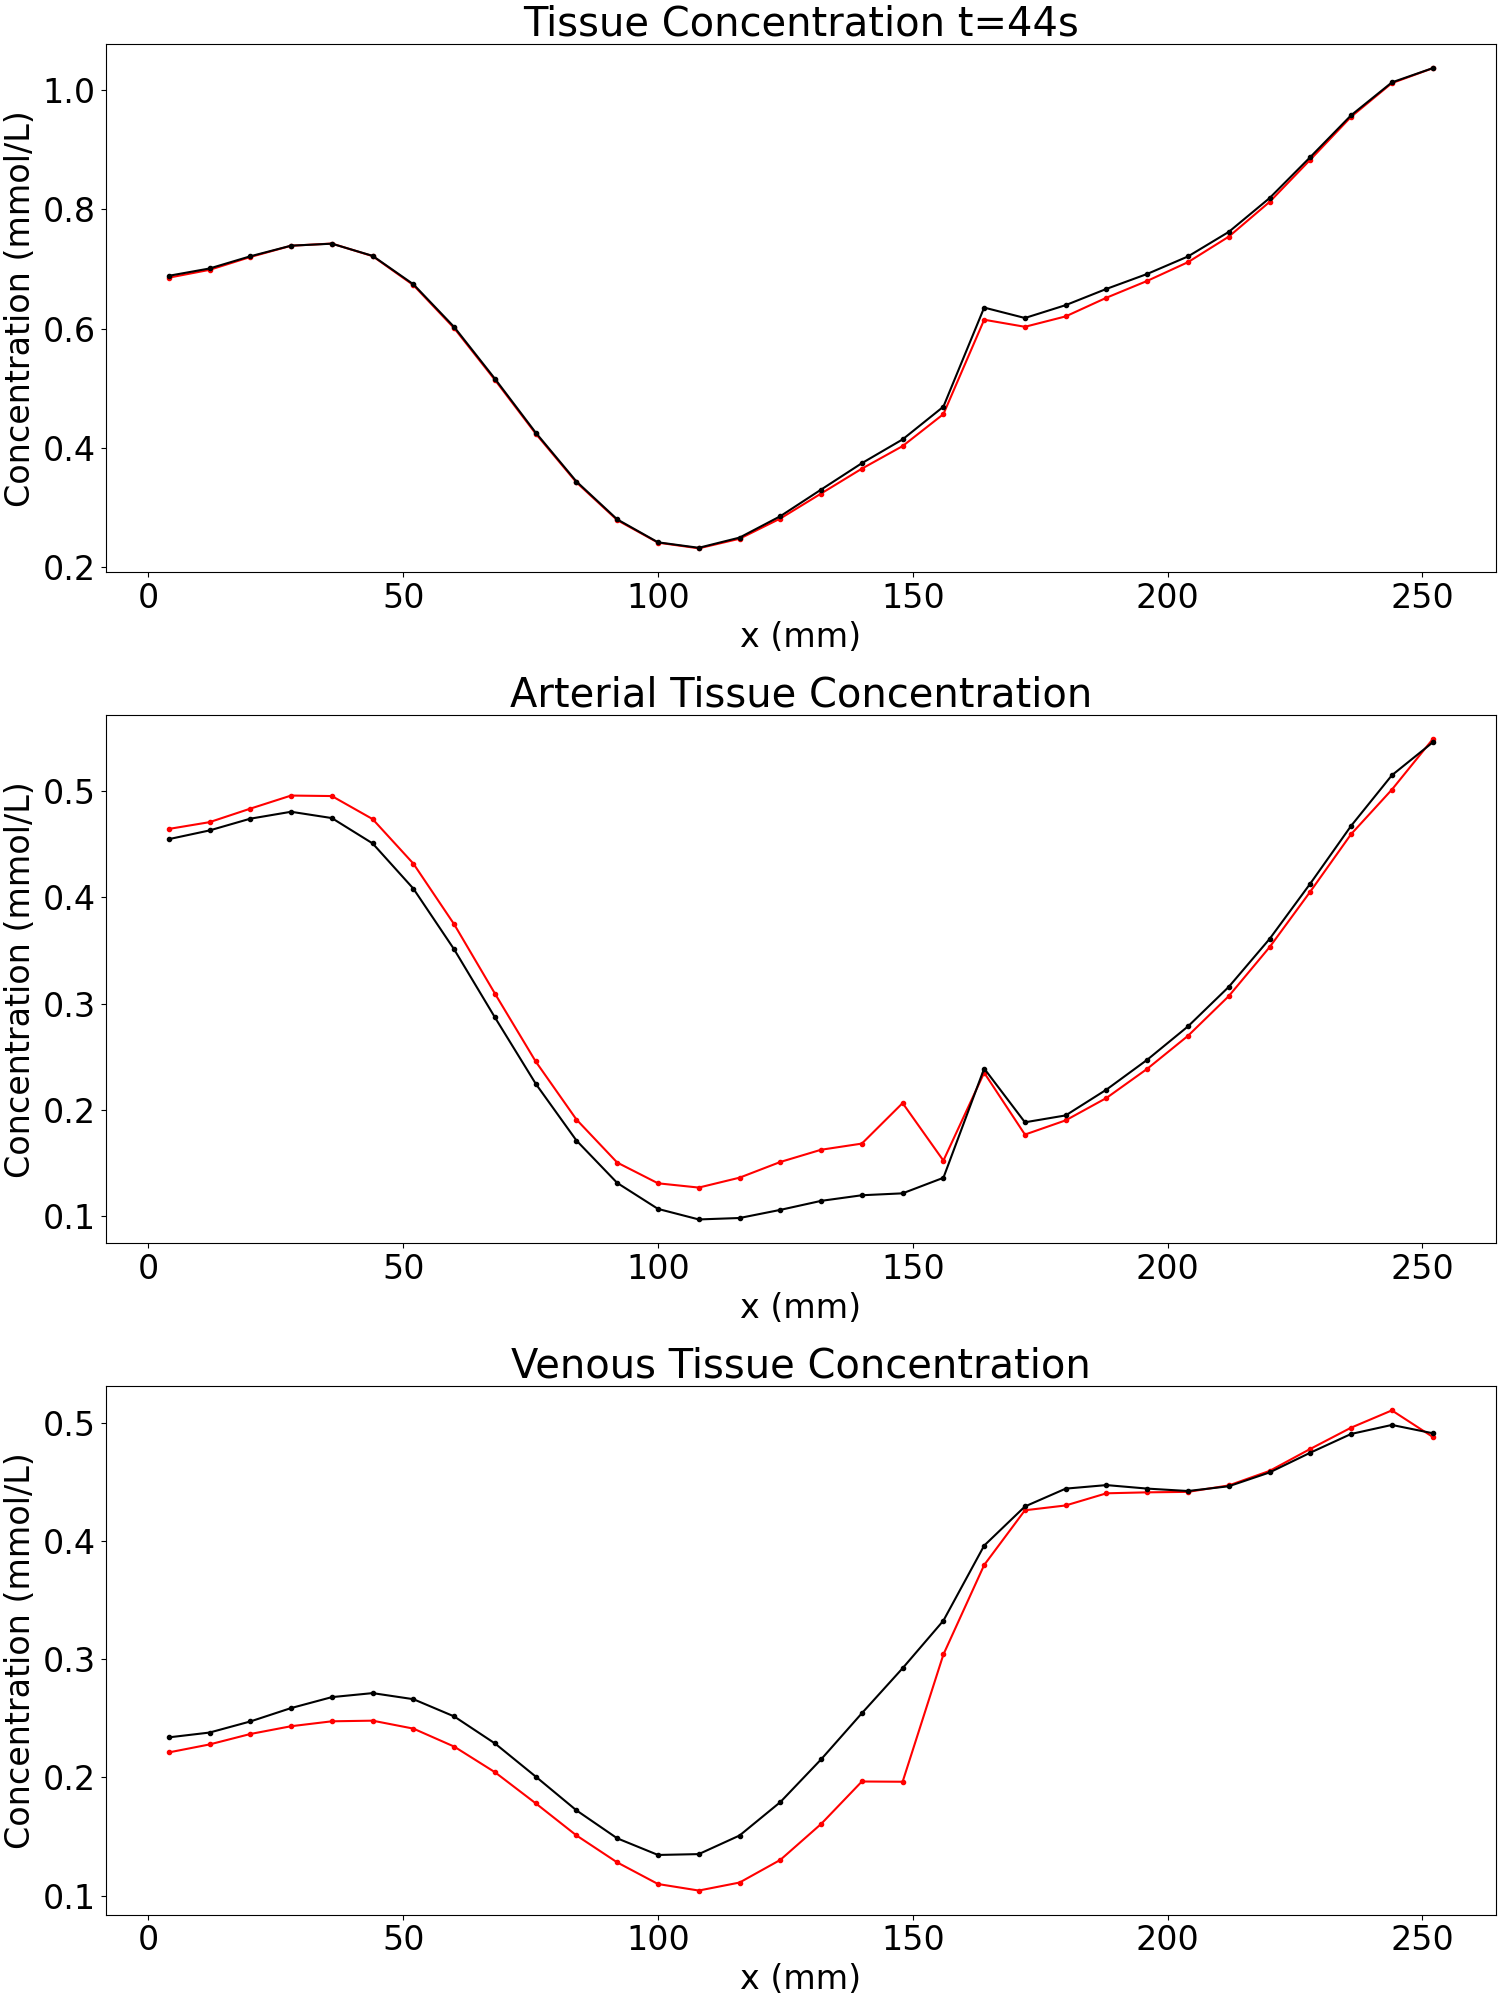 Tissue Concentration t=44s
Concentration (mmol/L)
1.0
0.8
0.6
0.4
0.2
0 50 100 150 200 250
x (mm)
Arterial Tissue Concentration
Concentration (mmol/L)
0.5
0.4
0.3
0.2
0.1
0 50 100 150 200 250
x (mm)
Venous Tissue Concentration
Concentration (mmol/L)
0.5
0.4
0.3
0.2
0.1
0 50 100 150 200 250
x (mm)